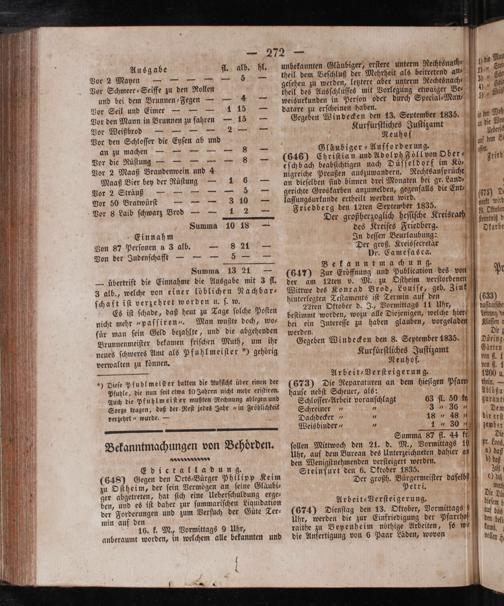 — 272 —
Ausgabe fl. alb. hl.
Vor 2 Mayen — — — — — — 5 —
Vor Schmeer-Seiffe zu den Rollen
und bei dem Brunnen-Fegen — — — 4 —
Vor Seil und Eimer — — — — 1 15 —
Vor den Mann in Brunnen zu fahren — — 15 —
Vor Weißbrod — — — — 2 — —
Vor den Schlosser die Eysen ab und
an zu machen — — — — — 8 —
Vor die Rüstung — — — — — 8 —
Vor 2 Maaß Brandenwein und 4
Maaß Bier bey der Rüstung — — 1 6 —
Vor 2 Sträuß — — — — — 5 —
Vor 50 Bratwürst — — — — 3 10 —
Vor 8 Laib schwarz Brod — — — 1 2 —
Summa 10 18 —
Einnahm
Von 87 Personen a 3 alb. — — 8 21 —
Von der Judenschafft — — — 5 — —
Summa 13 21 —
— übertrift die Einnahm die Ausgabe mit 3 fl.
3 alb., welche von einer löblichen Nachbar-
schaft ist verzehret worden u. s. w.
Es ist schade, daß heut zu Tage solche Posten
nicht mehr „passiren“. Man wußte doch, wo-
für man sein Geld bezahlte, und die abgehenden
Brunnenmeister bekamen frischen Muth, um ihr
neues schweres Amt als Pfuhlmeister *) gehörig
verwalten zu können.
*) Diese Pfuhlmeister hatten die Aufsicht über einen der
Pfuhle, die nun seit etwa 10 Jahren nicht mehr existiren.
Auch die Pfuhlmeister mußten Rechnung ablegen und
Sorge tragen, daß der Rest jedes Jahr „in Fröhlichkeit
verzehrt“ wurde.
Bekanntmachungen von Behörden.
Edictalladung.
(648) Gegen den Orts-Bürger Philipp Keim
zu Ostheim, der sein Vermögen an seine Gläubi-
ger abgetreten, hat sich eine Ueberschuldung erge-
ben, und es ist daher zur summarischen Liquidation
der Forderungen und zum Versuch der Güte Ter-
min auf den
16. k. M., Vormittags 9 Uhr,
anberaumt worden, in welchem alle bekannten und
unbekannten Gläubiger, erstere unterm Rechtsnach-
theil dem Beschluß der Mehrheit als beitretend an-
gesehen zu werden, letztere aber unterm Rechtsnach-
theil des Ausschlusses mit Vorlegung etwaiger Be-
weisurkunden in Person oder durch Special-Man-
datare zu erscheinen haben.
Gegeben Windecken den 13. September 1835.
Kurfürstliches Justizamt
Neuhof.
Gläubiger-Aufforderung.
(646) Christian und Adolph Föll von Ober-
eschbach beabsichtigen nach Düsseldorf im Kö-
nigreiche Preußen auszuwandern. Rechtsansprüche
an dieselben sind binnen drei Monaten bei gr. Land-
gerichte Großkarben anzumelden, gegenfalls die Ent-
lassungsurkunde ertheilt werden wird.
Friedberg den 12ten September 1835.
Der großherzoglich hessische Kreisrath
des Kreises Friedberg.
In dessen Beurlaubung:
Der groß. Kreissecretar
Dr. Camesasca.
Bekanntmachung.
(647) Zur Eröffnung und Publication des von
der am 12ten v. M. zu Ostheim verstorbenen
Wittwe des Konrad Brod, Louise, geb. Fink
hinterlegten Testaments ist Termin auf den
22ten Oktober d. J., Vormittags 11 Uhr,
bestimmt worden, wozu alle Diejenigen, welche hier-
bei ein Interesse zu haben glauben, vorgeladen
werden.
Gegeben Windecken den 8. September 1835.
Kurfürstliches Justizamt
Neuhof.
Arbeit-Versteigerung.
(673) Die Reparaturen an dem hiesigen Pfarr-
hause nebst Scheuer, als:
Schlosser-Arbeit voranschlagt 63 fl. 50 kr.
Schreiner „ „ 3 „ 36 „
Dachdecker „ „ 18 „ 48 „
Weisbinder „ „ 1 „ 30 „
Summa 87 fl. 44 kr.
sollen Mittwoch den 21. d. M., Vormittags 10
Uhr, auf dem Bureau des Unterzeichneten dahier an
den Wenigstnehmenden versteigert werden.
Steinfurt den 6. Oktober 1835.
Der großh. Bürgermeister daselbst
Petri.
Arbeit-Versteigerung.
(674) Dienstag den 13. Oktober, Vormittags
Uhr, werden die zur Einfriedigung der Pfarrhof-
raithe zu Beyenheim nöthige Arbeiten, so wie
die Anfertigung von 6 Paar Läden, wovon